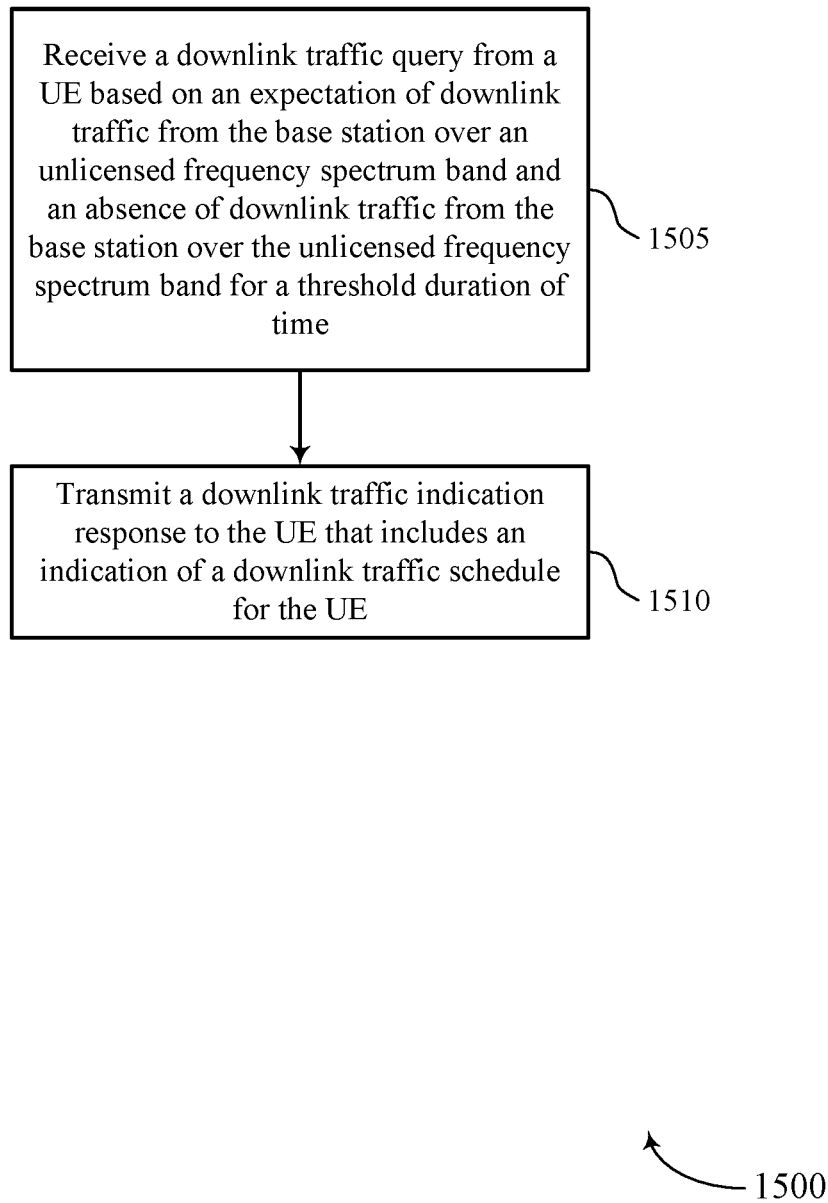 Receive a downlink traffic query from a
UE based on an expectation of downlink
traffic from the base station over an
unlicensed frequency spectrum band and
an absence of downlink traffic from the
base station over the unlicensed frequency
spectrum band for a threshold duration of
time
1505
Transmit a downlink traffic indication
response to the UE that includes an
indication of a downlink traffic schedule
for the UE
1510
1500